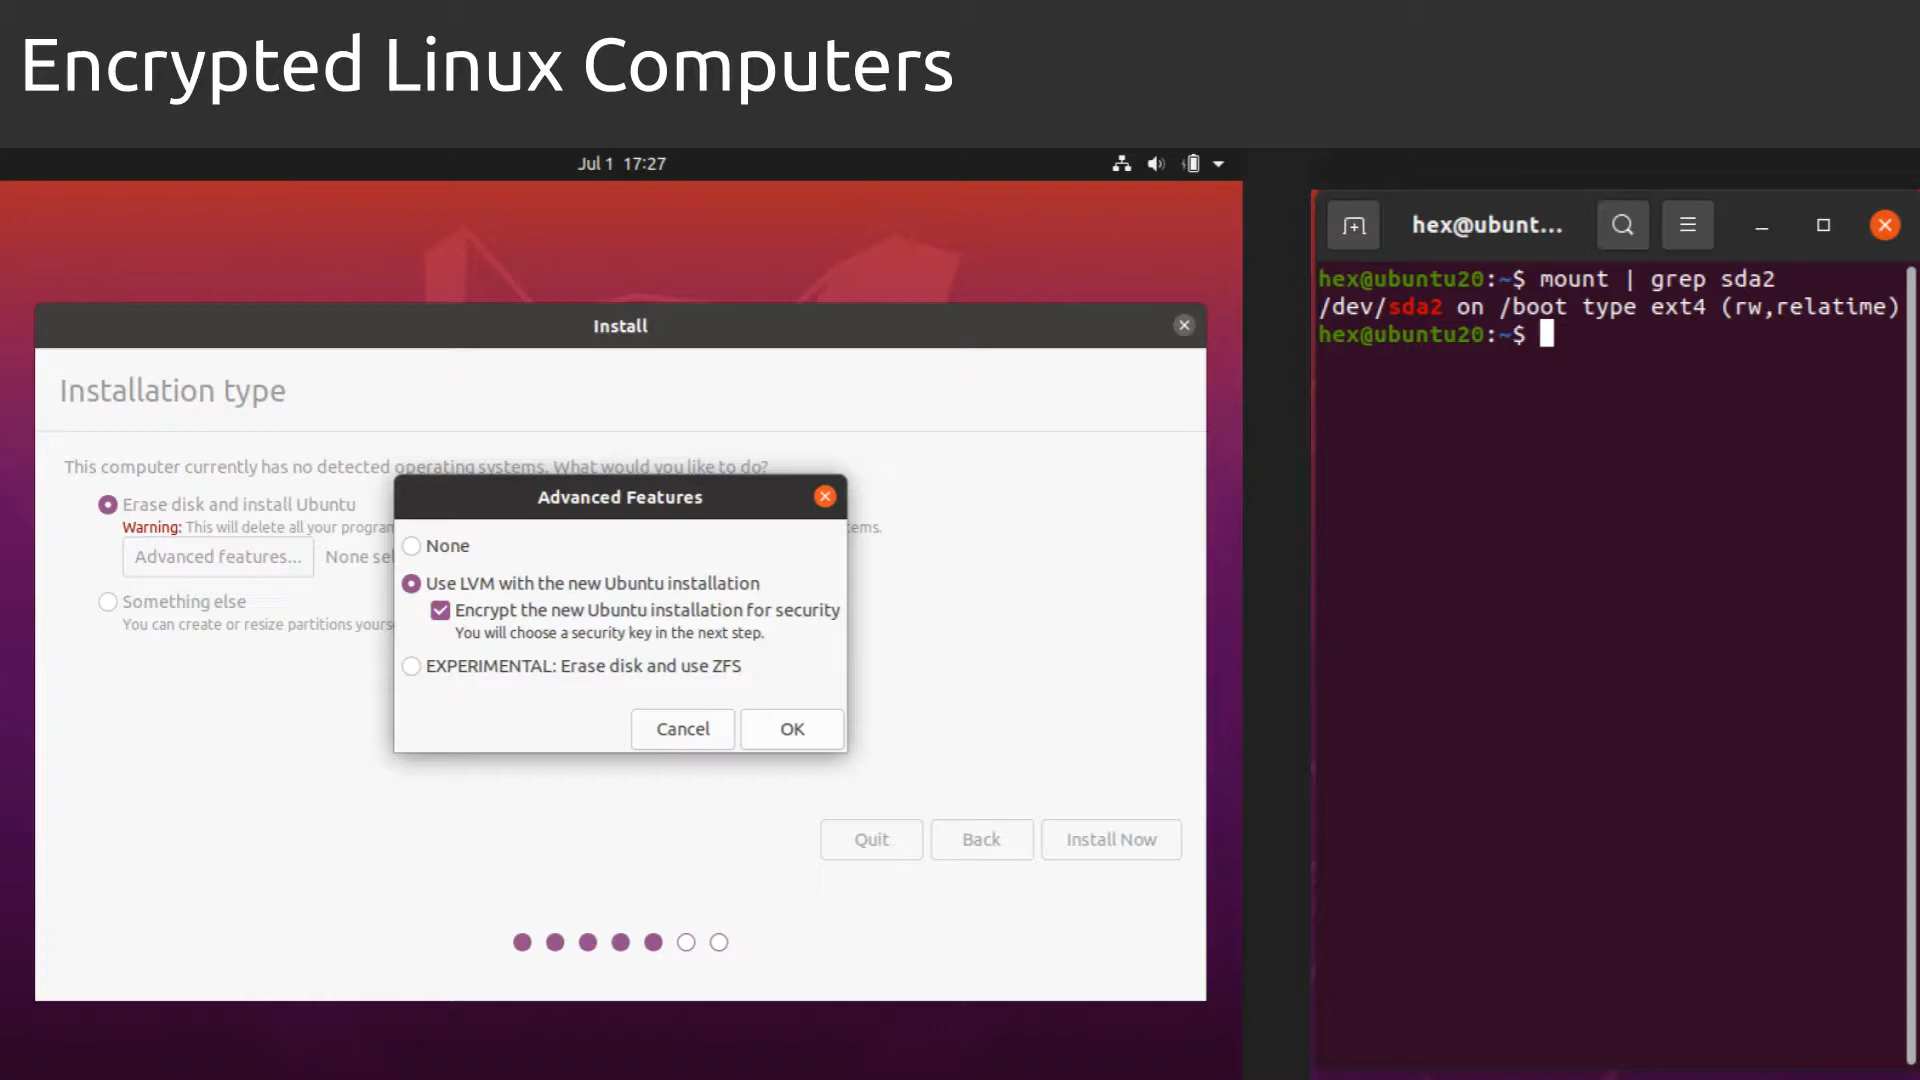 Encrypted Linux Computers
Jul 1 17:27
Install
Installation type
This computer currently has no detected operating systems. What would you like to do?
Erase disk and install Ubuntu
Warning: This will delete all your progra
tems.
Advanced features...
None sel
Something else
You can create or resize partitions yours
Advanced Features
None
Use LVM with the new Ubuntu installation
Encrypt the new Ubuntu installation for security
You will choose a security key in the next step.
EXPERIMENTAL: Erase disk and use ZFS
Cancel
OK
Quit
Back
Install Now
hex@ubunt...
hex@ubuntu20:~$ mount | grep sda2
/dev/sda2 on /boot type ext4 (rw,relatime)
hex@ubuntu20:~$